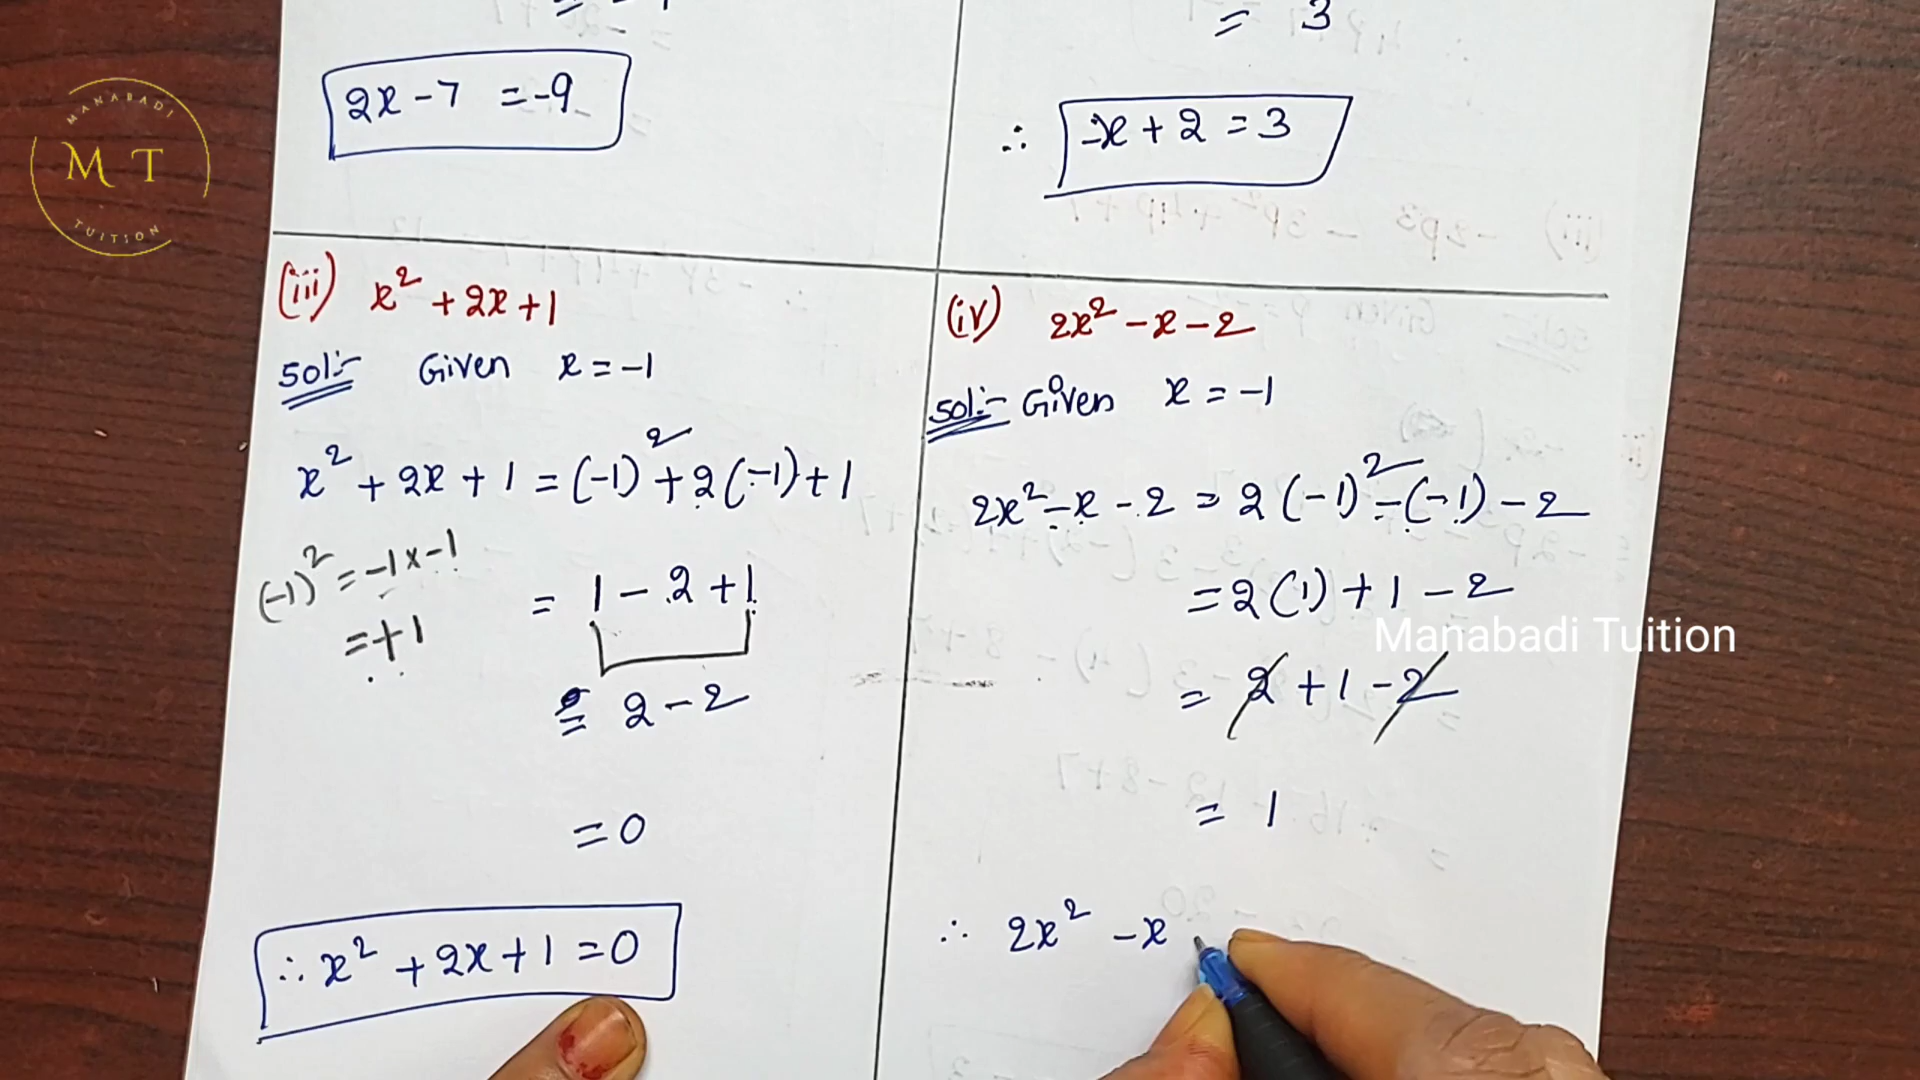 = 3
2x - 7 = -9
∴ -x + 2 = 3
MANABADI
M T
TUITION
(iii) x² + 2x + 1
Sol:- Given x = -1
x² + 2x + 1 = (-1)² + 2(-1) + 1
(-1)² = -1 x -1
= +1
= 1 - 2 + 1
= 2 - 2
= 0
∴ x² + 2x + 1 = 0
(iv) 2x² - x - 2
Sol:- Given x = -1
2x² - x - 2 = 2(-1)² - (-1) - 2
= 2(1) + 1 - 2
Manabadi Tuition
= 2 + 1 - 2
= 1
∴ 2x² - x